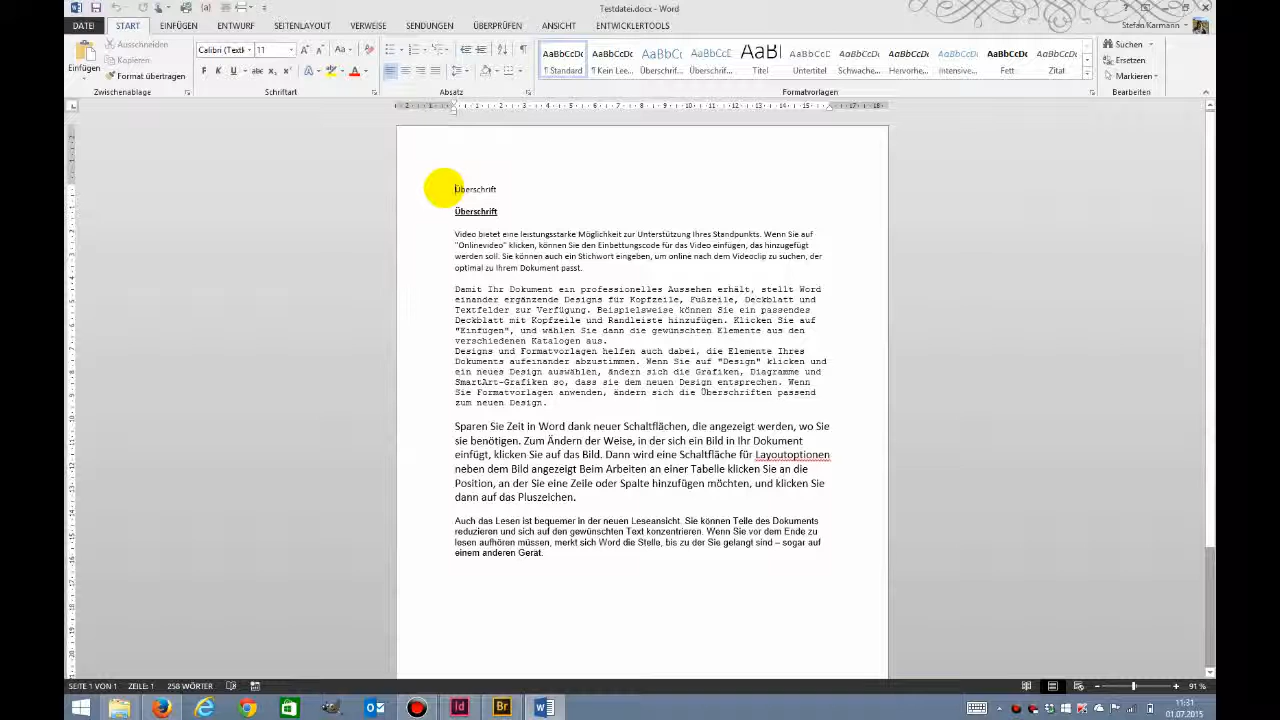 Testdatei.docx - Word
DATEI START EINFÜGEN ENTWURF SEITENLAYOUT VERWEISE SENDUNGEN ÜBERPRÜFEN ANSICHT ENTWICKLERTOOLS
Stefan Karmann
Einfügen
Ausschneiden
Kopieren
Format übertragen
Zwischenablage
Calibri (Textk 11
F K U abc x₂ x²
Schriftart
Absatz
AaBbCcDc AaBbCcDc AaBbCc AaBbCcD AaBl AaBbCcD AaBbCcDc AaBbCcDc AaBbCcDc AaBbCcDc AaBbCcDc
¶ Standard ¶ Kein Lee... Überschrif... Überschrif... Titel Untertitel Schwache... Hervorhe... Intensive... Fett Zitat
Formatvorlagen
Suchen
Ersetzen
Markieren
Bearbeiten
Überschrift
Überschrift
Video bietet eine leistungsstarke Möglichkeit zur Unterstützung Ihres Standpunkts. Wenn Sie auf
"Onlinevideo" klicken, können Sie den Einbettungscode für das Video einfügen, das hinzugefügt
werden soll. Sie können auch ein Stichwort eingeben, um online nach dem Videoclip zu suchen, der
optimal zu Ihrem Dokument passt.
Damit Ihr Dokument ein professionelles Aussehen erhält, stellt Word
einander ergänzende Designs für Kopfzeile, Fußzeile, Deckblatt und
Textfelder zur Verfügung. Beispielsweise können Sie ein passendes
Deckblatt mit Kopfzeile und Randleiste hinzufügen. Klicken Sie auf
"Einfügen", und wählen Sie dann die gewünschten Elemente aus den
verschiedenen Katalogen aus.
Designs und Formatvorlagen helfen auch dabei, die Elemente Ihres
Dokuments aufeinander abzustimmen. Wenn Sie auf "Design" klicken und
ein neues Design auswählen, ändern sich die Grafiken, Diagramme und
SmartArt-Grafiken so, dass sie dem neuen Design entsprechen. Wenn
Sie Formatvorlagen anwenden, ändern sich die Überschriften passend
zum neuen Design.
Sparen Sie Zeit in Word dank neuer Schaltflächen, die angezeigt werden, wo Sie
sie benötigen. Zum Ändern der Weise, in der sich ein Bild in Ihr Dokument
einfügt, klicken Sie auf das Bild. Dann wird eine Schaltfläche für Layoutoptionen
neben dem Bild angezeigt Beim Arbeiten an einer Tabelle klicken Sie an die
Position, an der Sie eine Zeile oder Spalte hinzufügen möchten, und klicken Sie
dann auf das Pluszeichen.
Auch das Lesen ist bequemer in der neuen Leseansicht. Sie können Teile des Dokuments
reduzieren und sich auf den gewünschten Text konzentrieren. Wenn Sie vor dem Ende zu
lesen aufhören müssen, merkt sich Word die Stelle, bis zu der Sie gelangt sind – sogar auf
einem anderen Gerät.
SEITE 1 VON 1 ZEILE: 1 258 WÖRTER 91 %
11:31
01.07.2015